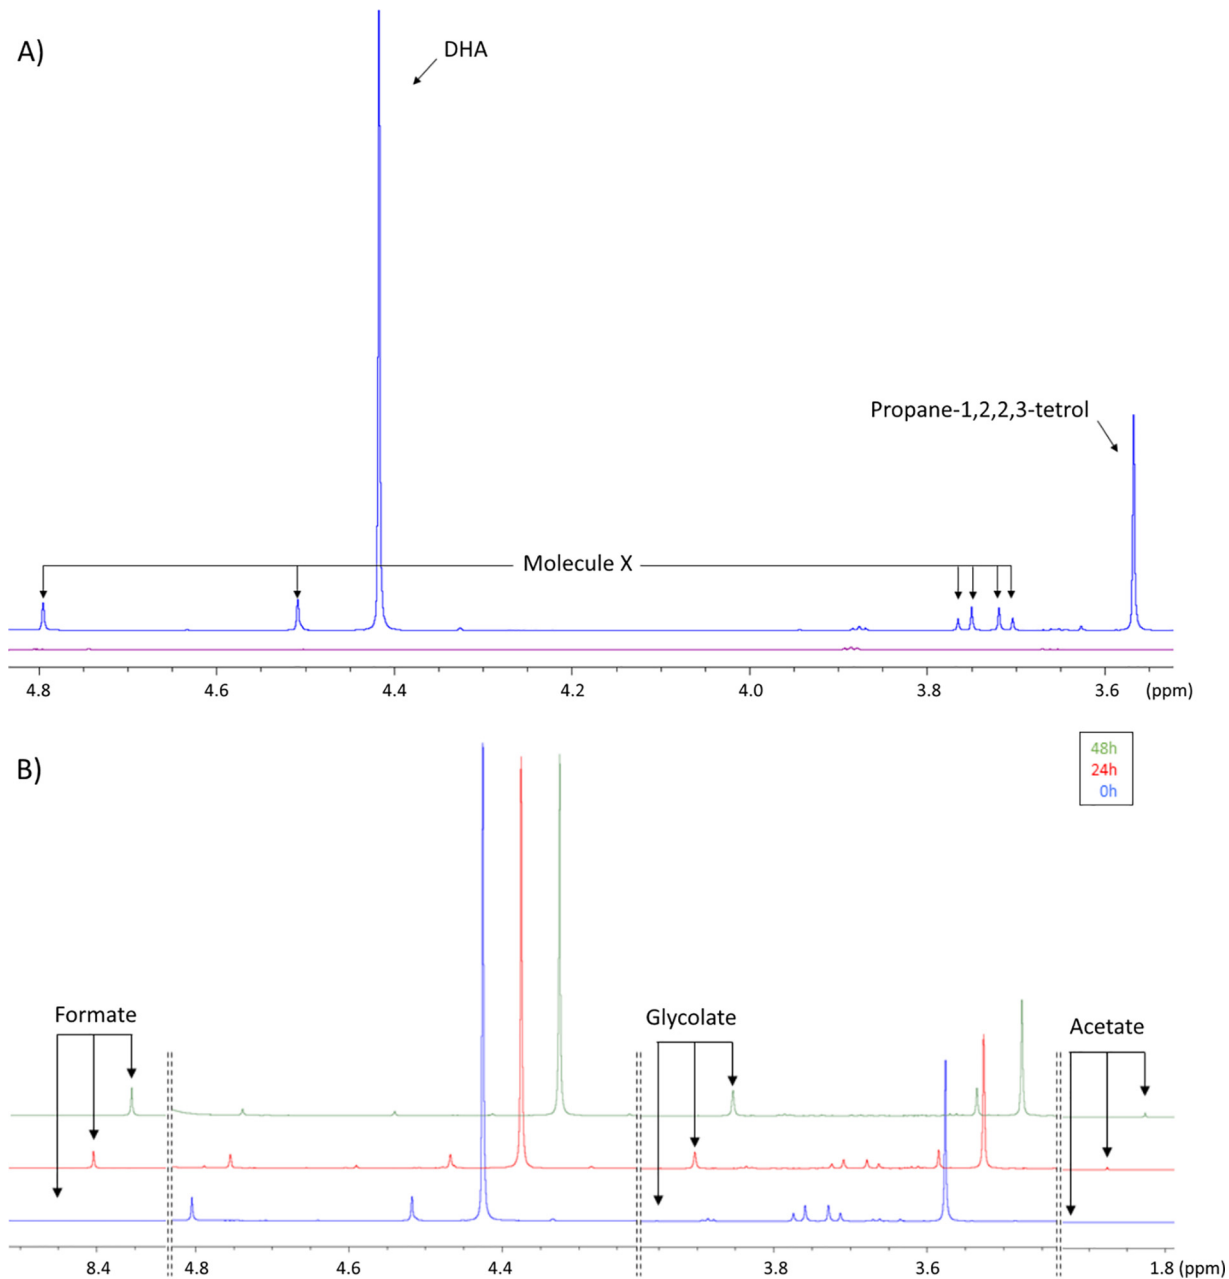 A)
DHA
Propane-1,2,2,3-tetrol
Molecule X
4.8 4.6 4.4 4.2 4.0 3.8 3.6 (ppm)
B)
48h
24h
0h
Formate
Glycolate
Acetate
8.4 4.8 4.6 4.4 3.8 3.6 1.8 (ppm)